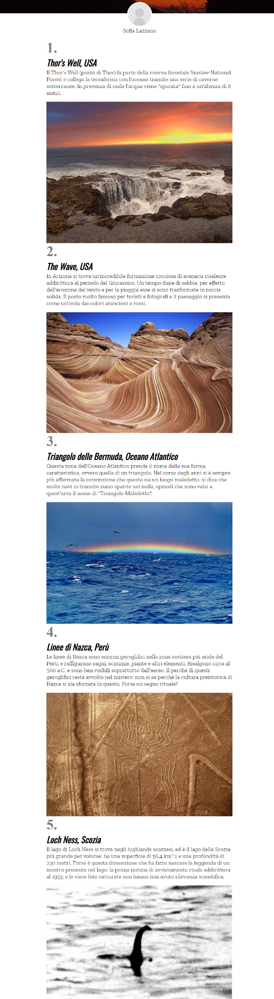 Sofia Lazzano
1.
Thor's Well, USA
Il Thor's Well (pozzo di Thor) fa parte della riserva forestale Siuslaw National
Forest e collega la terraferma con l'oceano tramite una serie di caverne
sotterranee. In presenza di onde l'acqua viene "sputata" fino a un'altezza di 6
metri.
2.
The Wave, USA
In Arizona si trova un'incredibile formazione rocciosa di arenaria risalente
addirittura al periodo del Giurassico. Un tempo dune di sabbia, per effetto
dell'erosione del vento e per la pioggia esse si sono trasformate in roccia
solida. Il posto molto famoso per turisti e fotografi e il paesaggio si presenta
come un'onda dai colori arancioni e rossi.
3.
Triangolo delle Bermuda, Oceano Atlantico
Questa zona dell'Oceano Atlantico prende il nome dalla sua forma
caratteristica, ovvero quella di un triangolo. Nel corso degli anni si è sempre
più affermata la convinzione che questo sia un luogo maledetto: si dice che
molte navi in transito siano sparite nel nulla, episodi che sono valsi a
quest'area il nome di "Triangolo Maledetto".
4.
Linee di Nazca, Perù
Le linee di Nazca sono enormi geroglifici nella zona costiera più arida del
Perù, e raffigurano ragni, scimmie, piante e altri elementi. Risalgono circa al
500 a.C. e sono ben visibili soprattutto dall'aereo. Il perché di questi
geroglifici resta avvolto nel mistero: non si sa perché la cultura preistorica di
Nazca si sia sforzata in questo. Forse un segno rituale?
5.
Loch Ness, Scozia
Il lago di Loch Ness si trova negli highlands scozzesi, ed è il lago della Scozia
più grande per volume: ha una superficie di 56,4 km^2 e una profondità di
230 metri. Forse è questa dimensione che ha fatto nascere la leggenda di un
mostro presente nel lago: la prima notizia di avvistamento risale addirittura
al 1933, e le varie foto catturate non hanno mai avuto rilevanza scientifica.